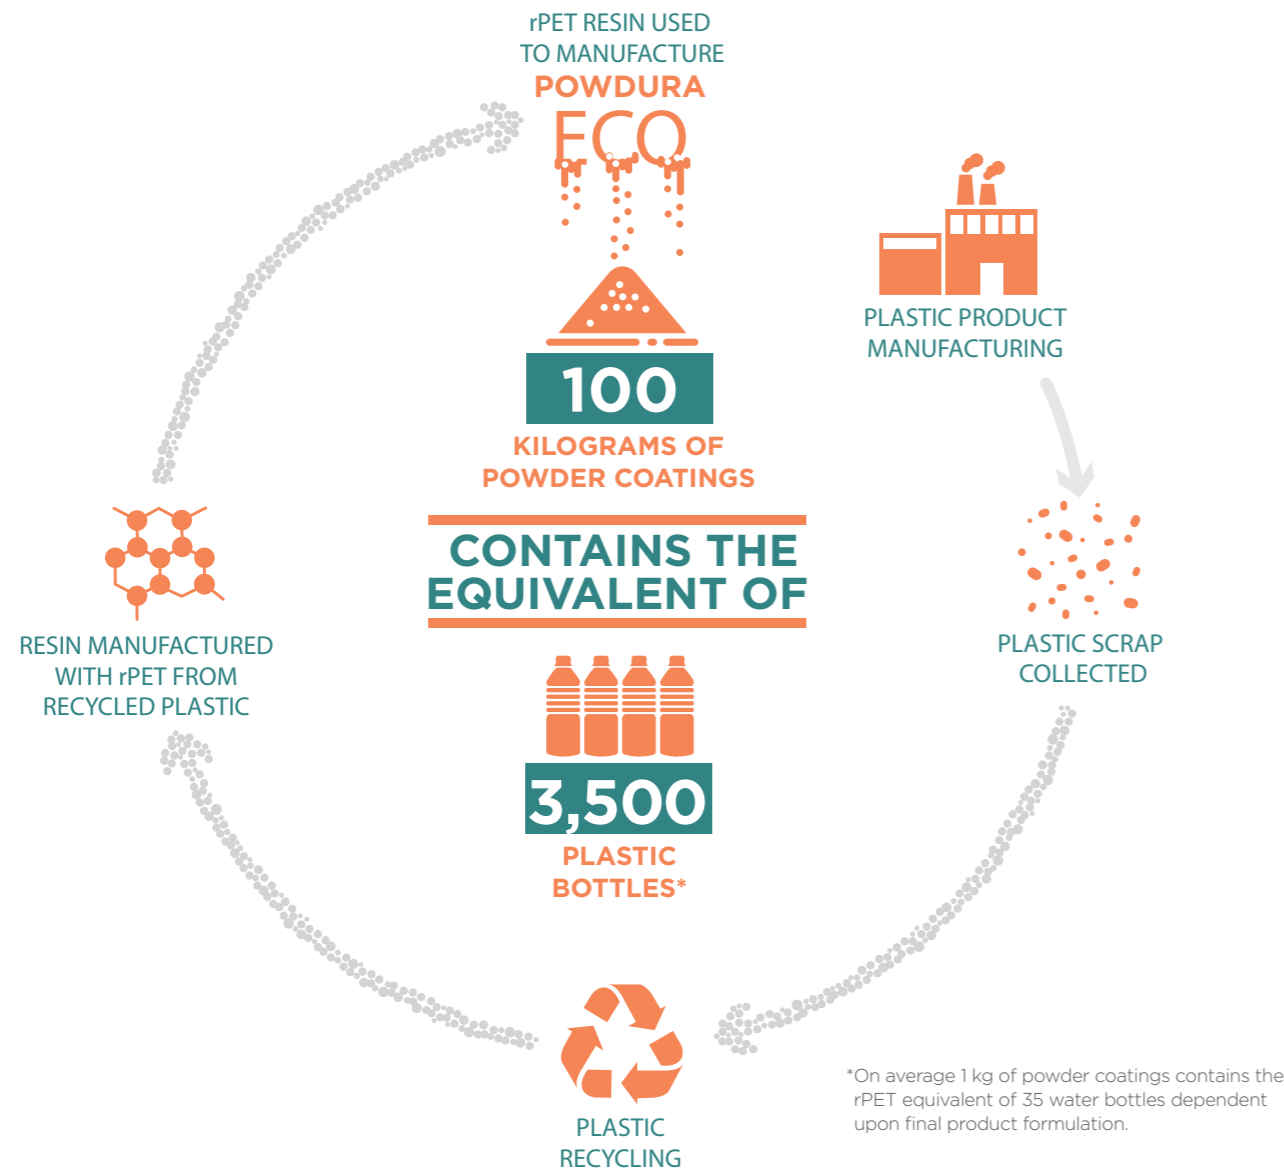 rPET RESIN USED
TO MANUFACTURE
POWDURA
ECO
100
KILOGRAMS OF
POWDER COATINGS
CONTAINS THE
EQUIVALENT OF
3,500
PLASTIC
BOTTLES*
PLASTIC PRODUCT
MANUFACTURING
PLASTIC SCRAP
COLLECTED
PLASTIC
RECYCLING
RESIN MANUFACTURED
WITH rPET FROM
RECYCLED PLASTIC
*On average 1 kg of powder coatings contains the
rPET equivalent of 35 water bottles dependent
upon final product formulation.